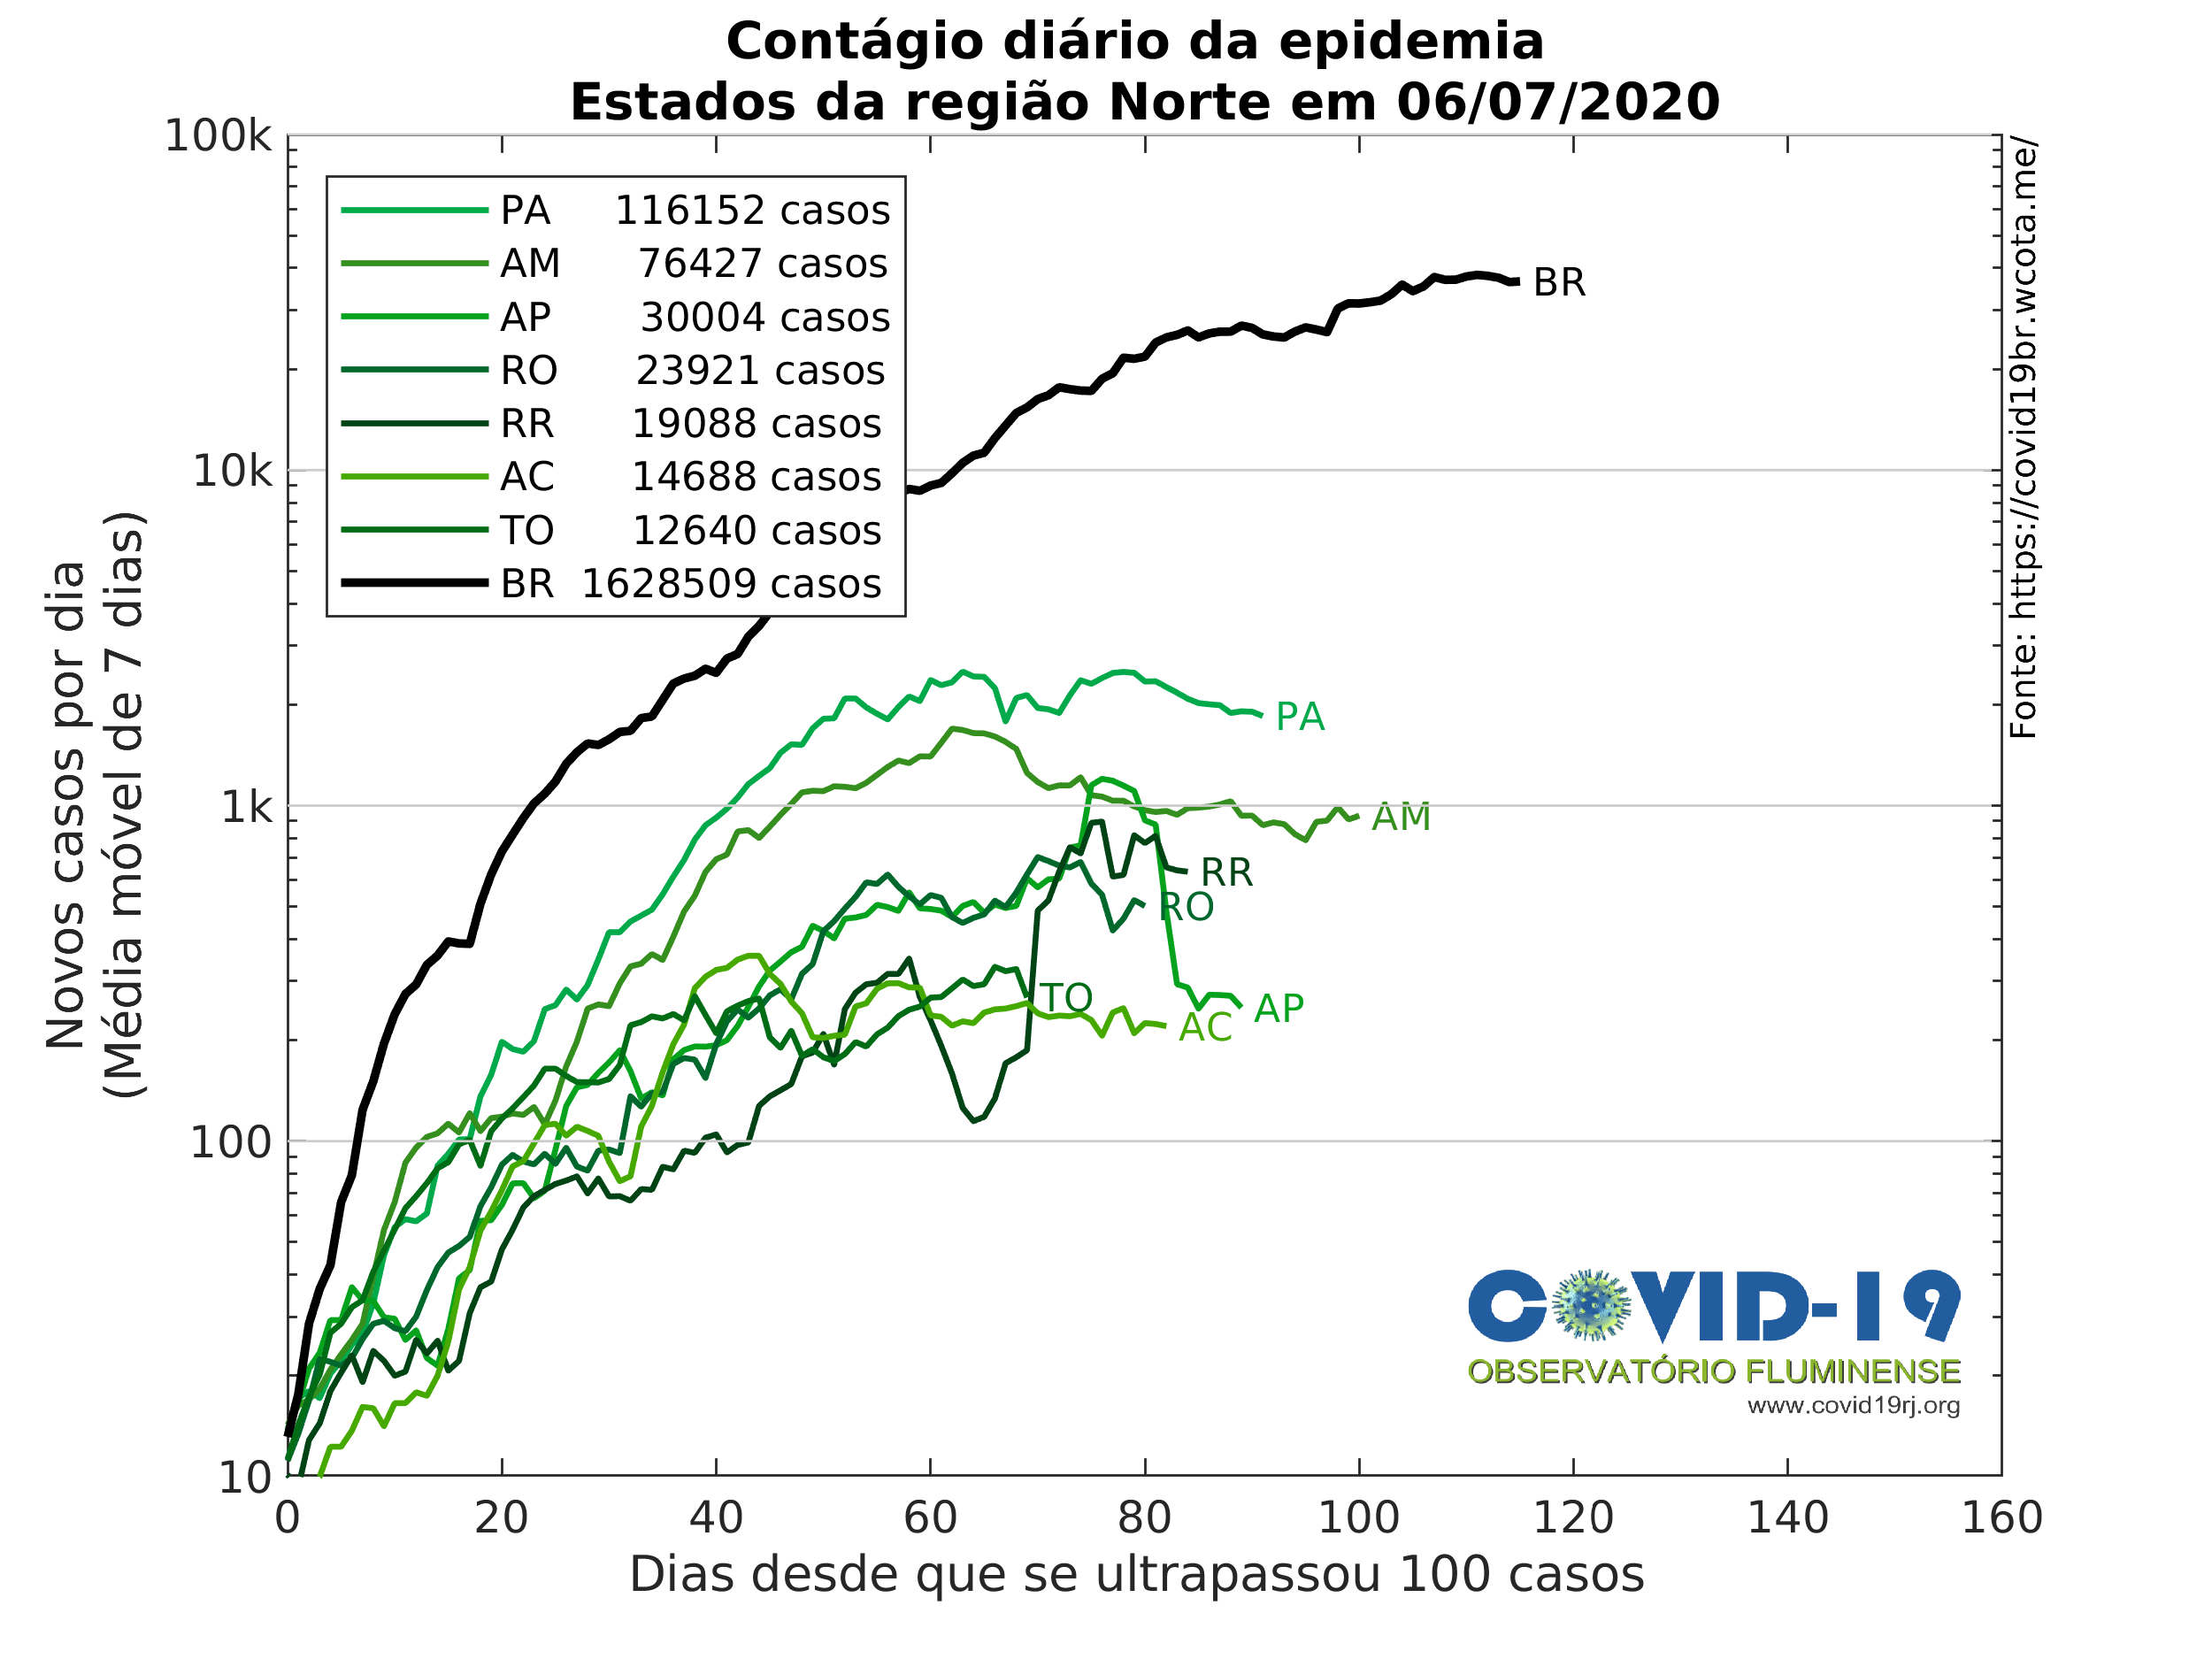 Contágio diário da epidemia
Estados da região Norte em 06/07/2020
100k
10k
1k
100
10
Novos casos por dia
(Média móvel de 7 dias)
PA 116152 casos
AM 76427 casos
AP 30004 casos
RO 23921 casos
RR 19088 casos
AC 14688 casos
TO 12640 casos
BR 1628509 casos
BR
PA
AM
RR
RO
TO
AP
AC
Fonte: https://covid19br.wcota.me/
COVID-19
OBSERVATÓRIO FLUMINENSE
www.covid19rj.org
0 20 40 60 80 100 120 140 160
Dias desde que se ultrapassou 100 casos